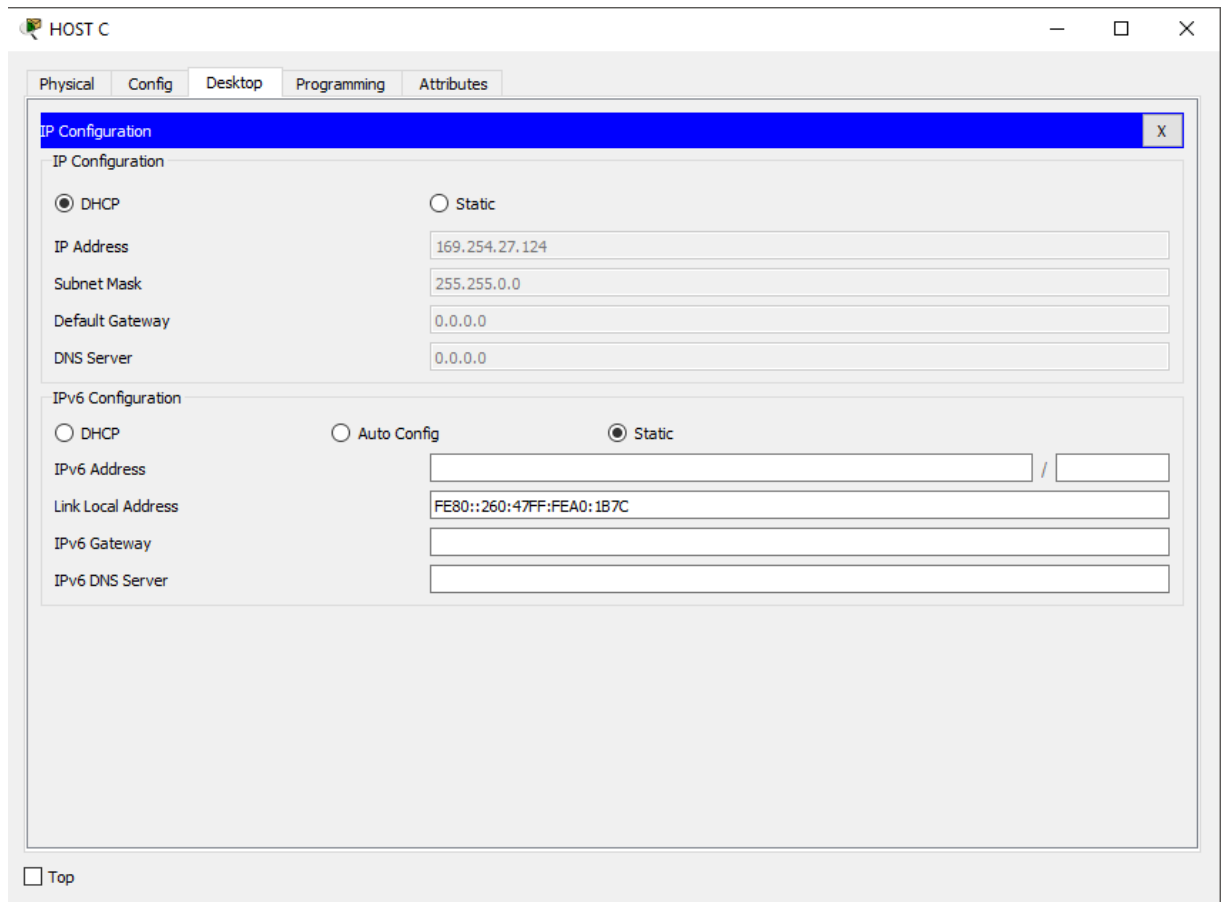 HOST C
Physical Config Desktop Programming Attributes
IP Configuration X
IP Configuration
DHCP Static
IP Address 169.254.27.124
Subnet Mask 255.255.0.0
Default Gateway 0.0.0.0
DNS Server 0.0.0.0
IPv6 Configuration
DHCP Auto Config Static
IPv6 Address /
Link Local Address FE80::260:47FF:FEA0:1B7C
IPv6 Gateway
IPv6 DNS Server
Top